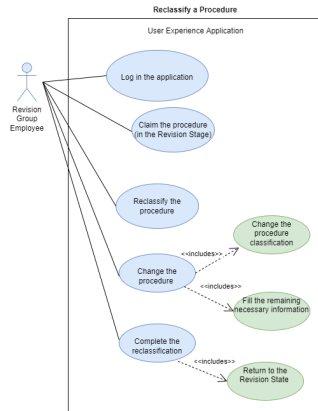 Reclassify a Procedure
User Experience Application
Log in the application
Revision
Group
Employee
Claim the procedure
(in the Revision Stage)
Reclassify the
procedure
Change the
procedure
classification
<<includes>>
Change the
procedure
<<includes>>
Fill the remaining
necessary information
Complete the
reclassification
<<includes>>
Return to the
Revision State